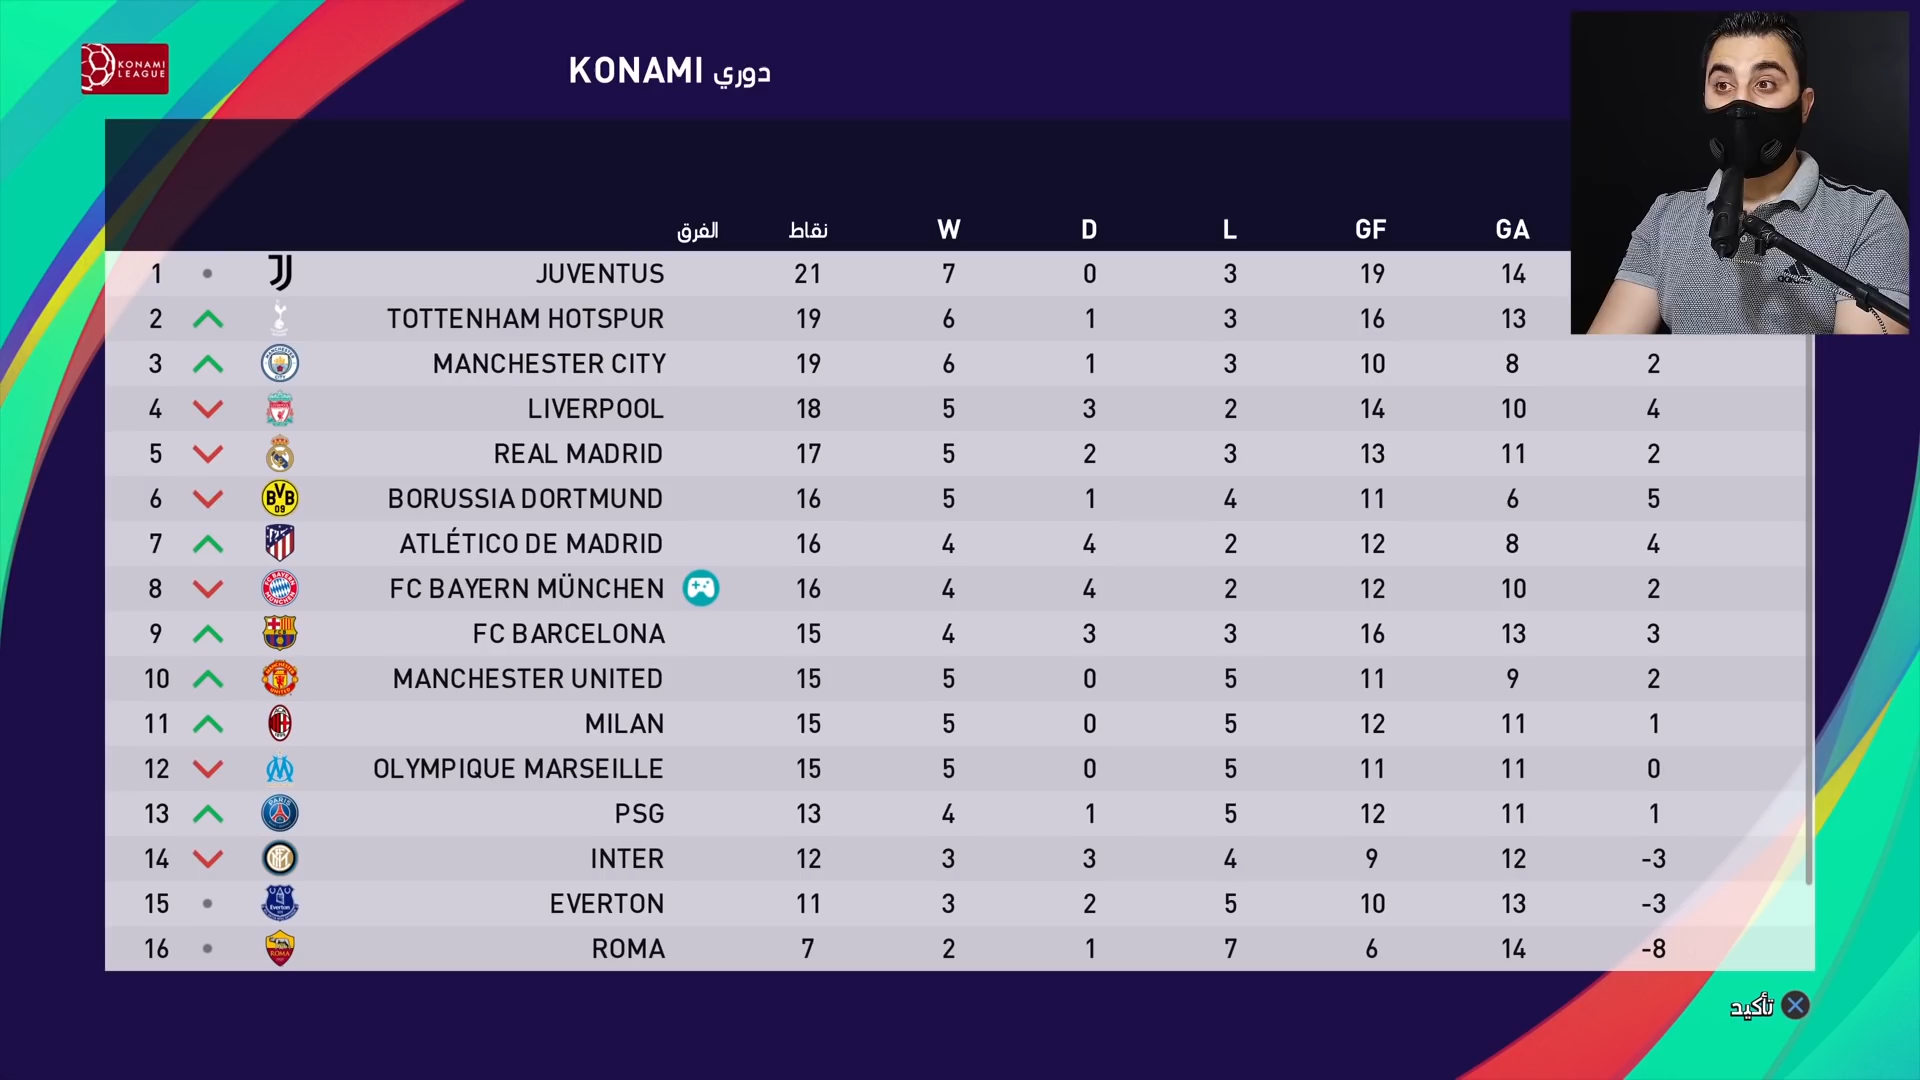 KONAMI LEAGUE
دوري KONAMI
الفرق نقاط W D L GF GA
1 JUVENTUS 21 7 0 3 19 14
2 TOTTENHAM HOTSPUR 19 6 1 3 16 13
3 MANCHESTER CITY 19 6 1 3 10 8 2
4 LIVERPOOL 18 5 3 2 14 10 4
5 REAL MADRID 17 5 2 3 13 11 2
6 BORUSSIA DORTMUND 16 5 1 4 11 6 5
7 ATLÉTICO DE MADRID 16 4 4 2 12 8 4
8 FC BAYERN MÜNCHEN 16 4 4 2 12 10 2
9 FC BARCELONA 15 4 3 3 16 13 3
10 MANCHESTER UNITED 15 5 0 5 11 9 2
11 MILAN 15 5 0 5 12 11 1
12 OLYMPIQUE MARSEILLE 15 5 0 5 11 11 0
13 PSG 13 4 1 5 12 11 1
14 INTER 12 3 3 4 9 12 -3
15 EVERTON 11 3 2 5 10 13 -3
16 ROMA 7 2 1 7 6 14 -8
تأكيد